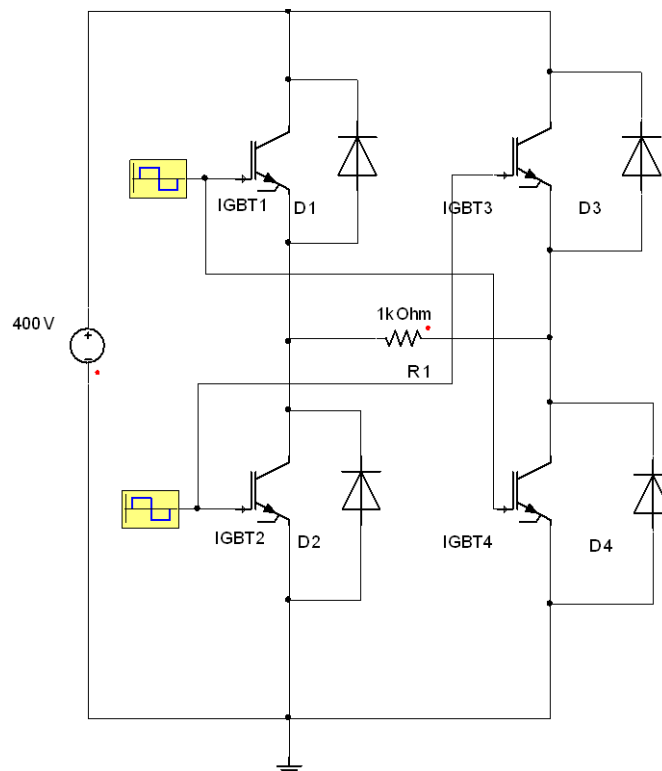 IGBT1
D1
IGBT3
D3
400 V
1k Ohm
R1
IGBT2
D2
IGBT4
D4